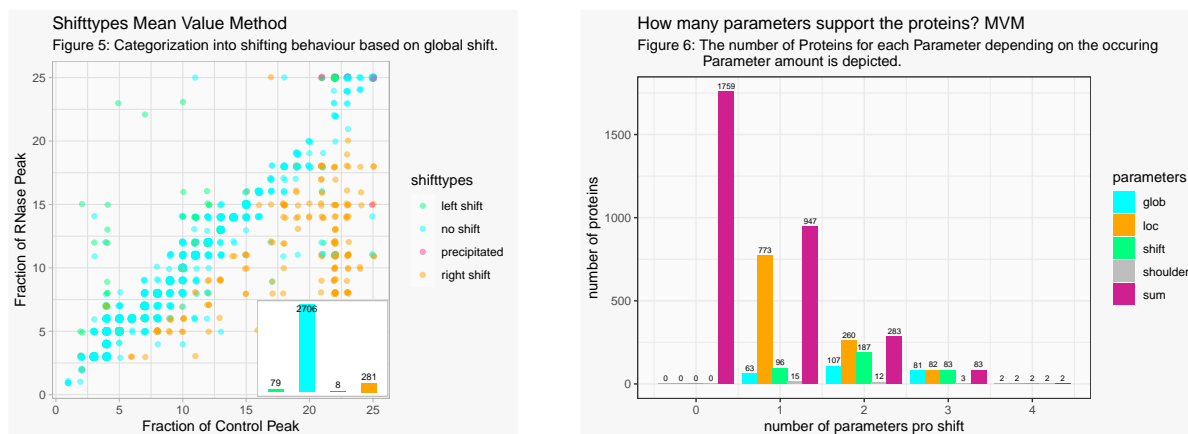 Shifttypes Mean Value Method
Figure 5: Categorization into shifting behaviour based on global shift.
25
20
15
10
5
0
Fraction of RNase Peak
0 5 10 15 20 25
Fraction of Control Peak
2706
79 8 281
shifttypes
left shift
no shift
precipitated
right shift
How many parameters support the proteins? MVM
Figure 6: The number of Proteins for each Parameter depending on the occuring
Parameter amount is depicted.
1500
1000
500
0
number of proteins
0 0 0 0 1759
63 773 96 15 947
107 260 187 12 283
81 82 83 3 83
2 2 2 2 2
0 1 2 3 4
number of parameters pro shift
parameters
glob
loc
shift
shoulder
sum